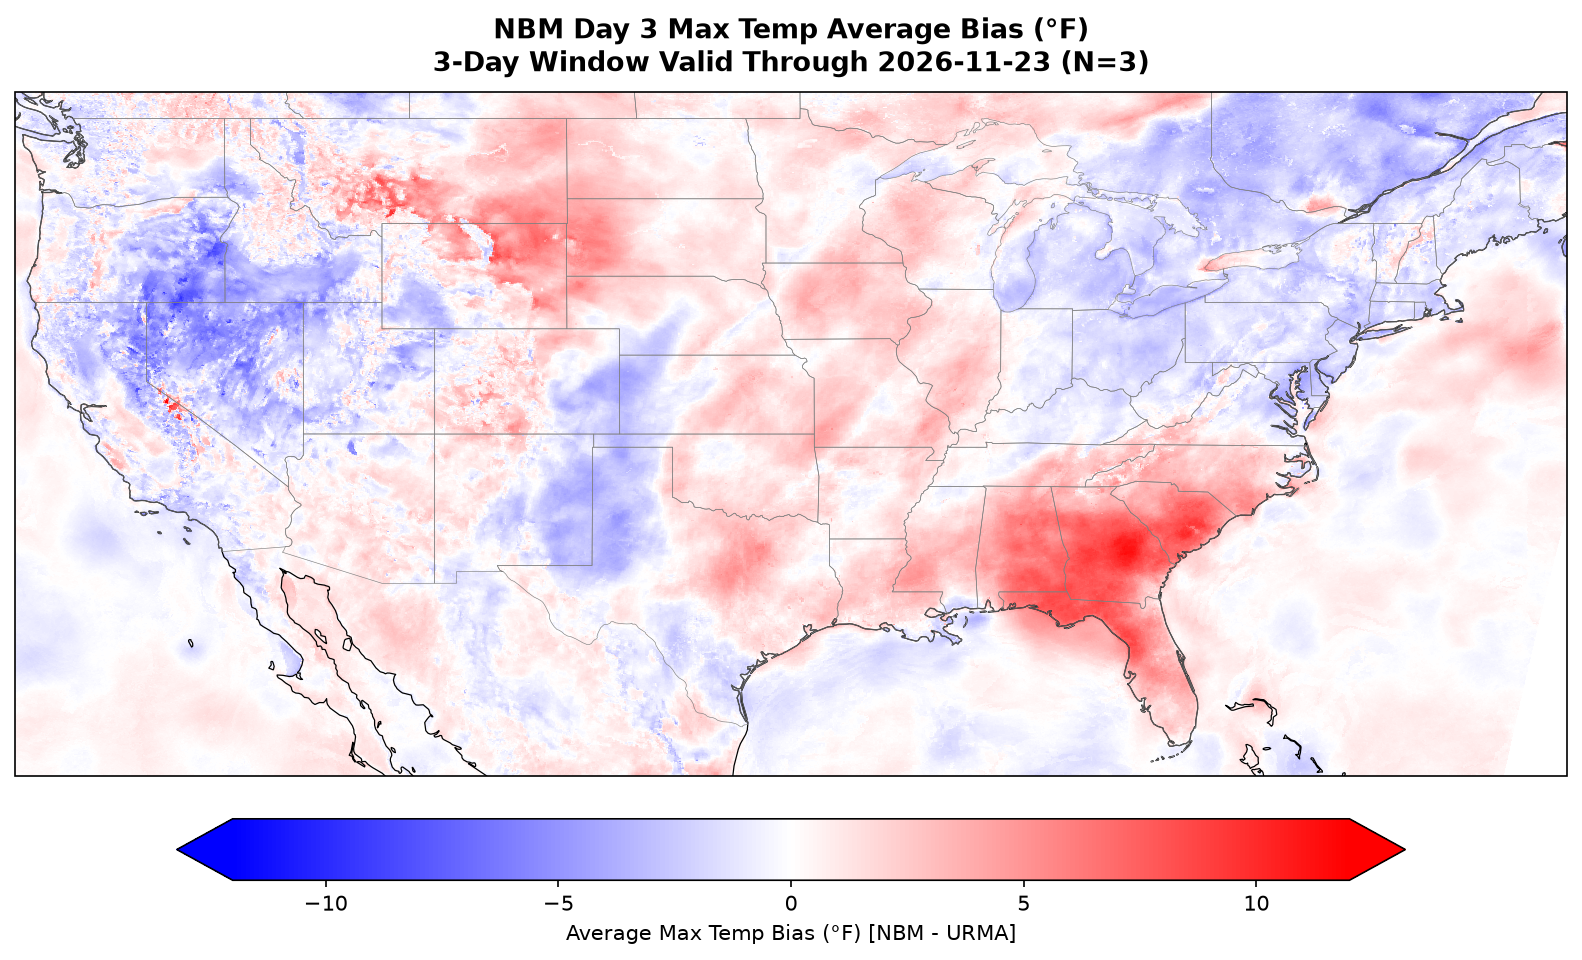 NBM Day 3 Max Temp Average Bias (°F)
3-Day Window Valid Through 2026-11-23 (N=3)
−10 −5 0 5 10
Average Max Temp Bias (°F) [NBM - URMA]